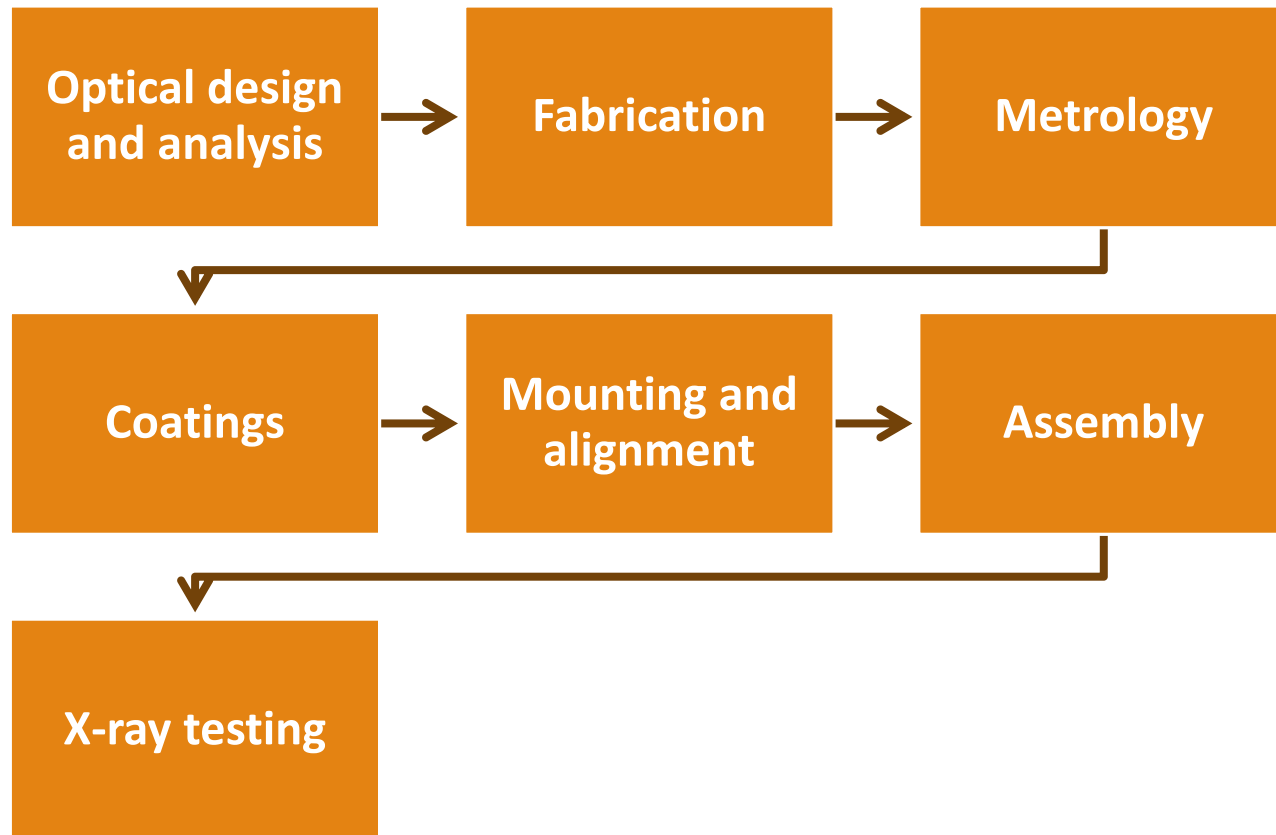 Optical design
and analysis
Fabrication
Metrology
Coatings
Mounting and
alignment
Assembly
X-ray testing